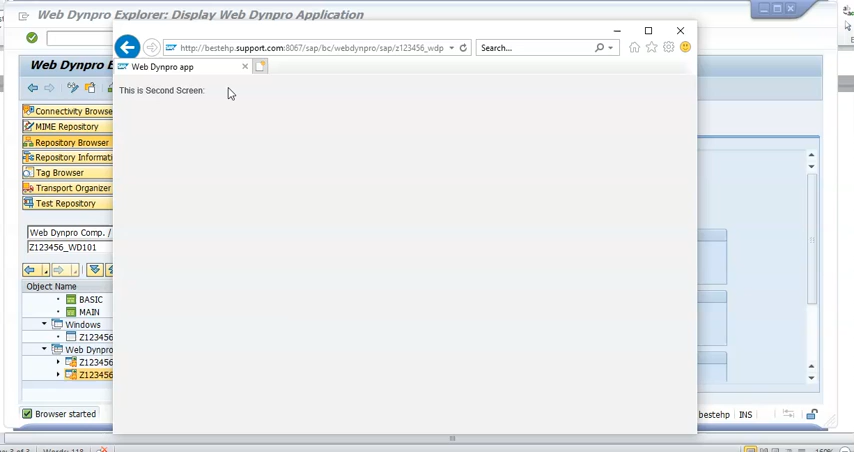 Web Dynpro Explorer: Display Web Dynpro Application
http://bestehp.support.com:8067/sap/bc/webdynpro/sap/z123456_wdp
Search...
Web Dynpro E
Web Dynpro app
This is Second Screen:
Connectivity Browse
MIME Repository
Repository Browser
Repository Informati
Tag Browser
Transport Organizer
Test Repository
Web Dynpro Comp. /
Z123456_WD101
Object Name
BASIC
MAIN
Windows
Z123456
Web Dynpro
Z123456
Z123456
Browser started
bestehp
INS
Words: 118
160%